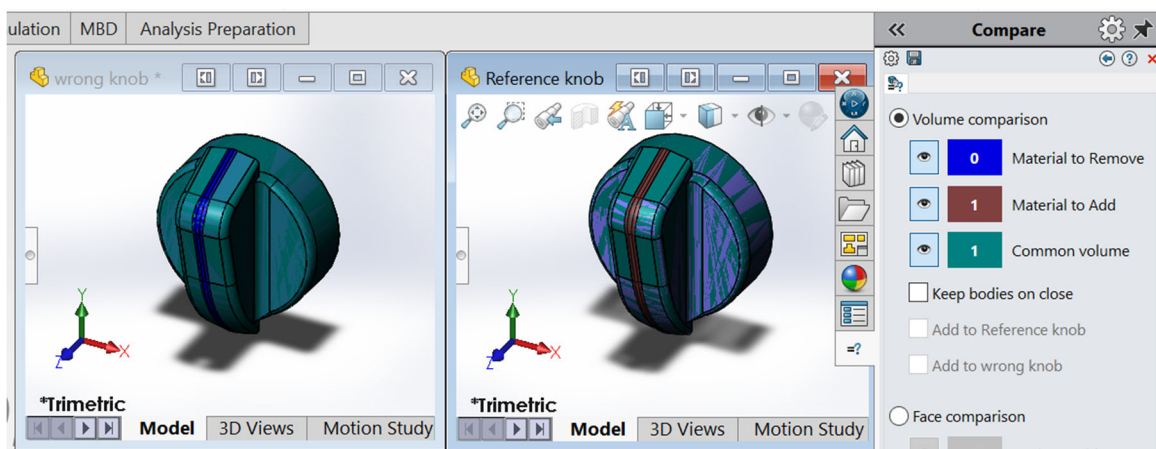 ulation MBD Analysis Preparation
Compare
wrong knob *
Reference knob
Volume comparison
0 Material to Remove
1 Material to Add
1 Common volume
Keep bodies on close
Add to Reference knob
Add to wrong knob
Face comparison
Y
X
Z
*Trimetric
Model 3D Views Motion Study
Y
X
Z
*Trimetric
Model 3D Views Motion Study
=?